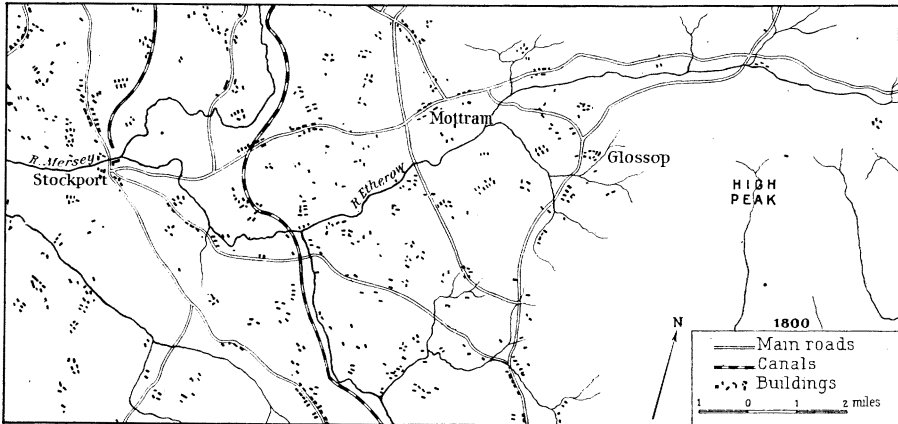 Mottram
R. Mersey
Stockport
Glossop
R. Etherow
HIGH
PEAK
N
1800
Main roads
Canals
Buildings
1 0 1 2 miles